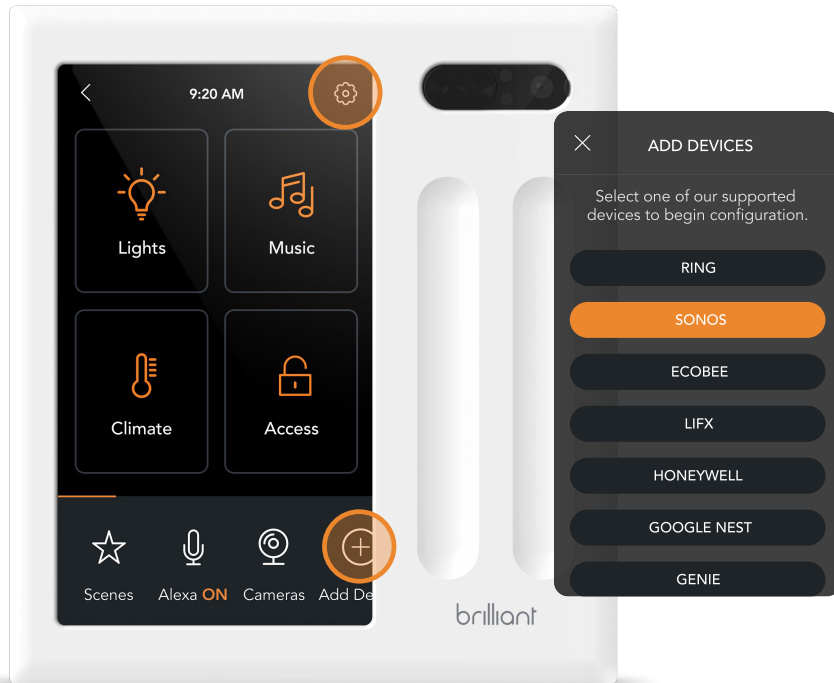 9:20 AM
Lights
Music
Climate
Access
Scenes
Alexa ON
Cameras
Add De
brilliant
ADD DEVICES
Select one of our supported
devices to begin configuration.
RING
SONOS
ECOBEE
LIFX
HONEYWELL
GOOGLE NEST
GENIE